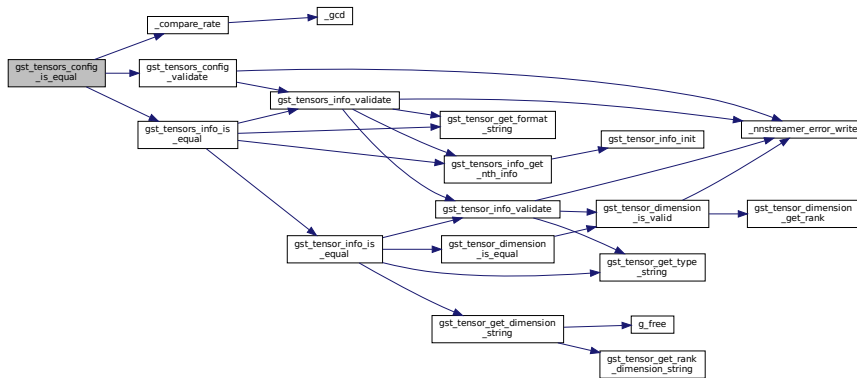 gst_tensors_config
_is_equal
_compare_rate
_gcd
gst_tensors_config
_validate
gst_tensors_info_is
_equal
gst_tensors_info_validate
gst_tensor_get_format
_string
gst_tensors_info_get
_nth_info
gst_tensor_info_init
_nnstreamer_error_write
gst_tensor_info_validate
gst_tensor_dimension
_is_valid
gst_tensor_dimension
_get_rank
gst_tensor_info_is
_equal
gst_tensor_dimension
_is_equal
gst_tensor_get_type
_string
gst_tensor_get_dimension
_string
g_free
gst_tensor_get_rank
_dimension_string